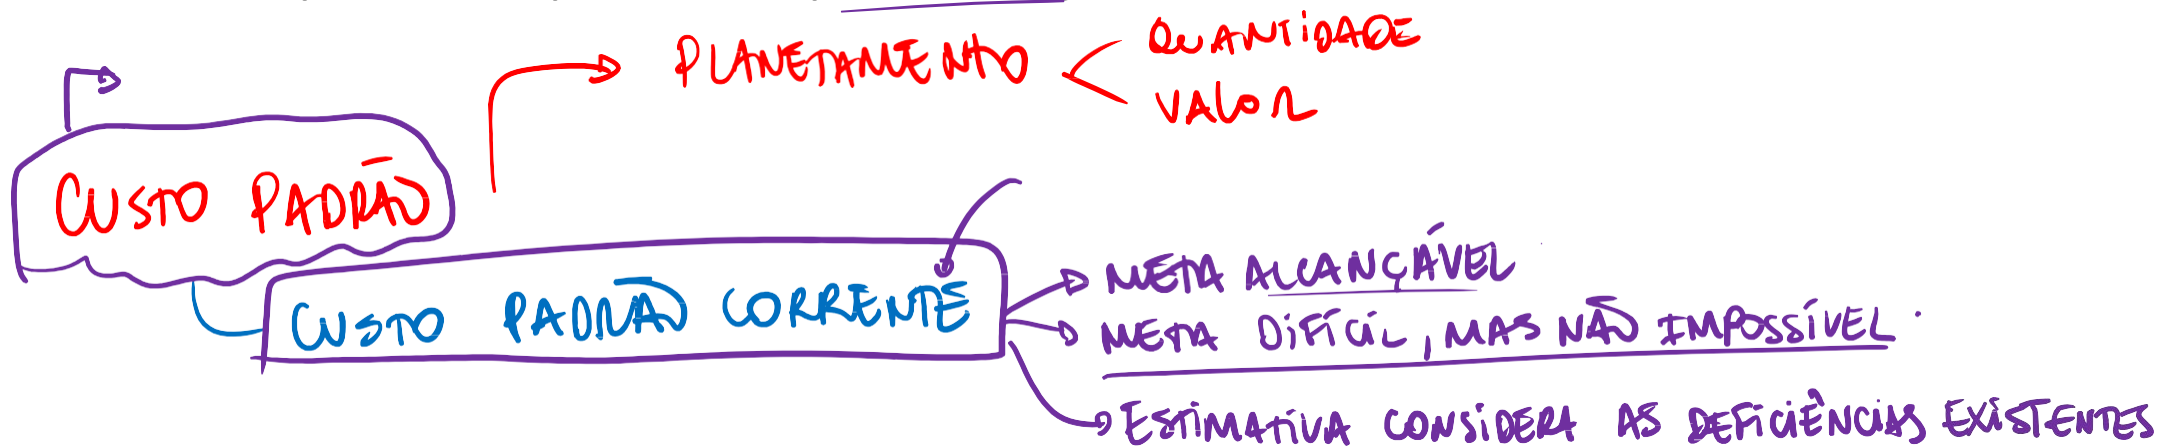 PLANEJAMENTO
QUANTIDADE
VALOR
CUSTO PADRÃO
CUSTO PADRÃO CORRENTE
META ALCANÇÁVEL
META DIFÍCIL, MAS NÃO IMPOSSÍVEL.
ESTIMATIVA CONSIDERA AS DEFICIÊNCIAS EXISTENTES